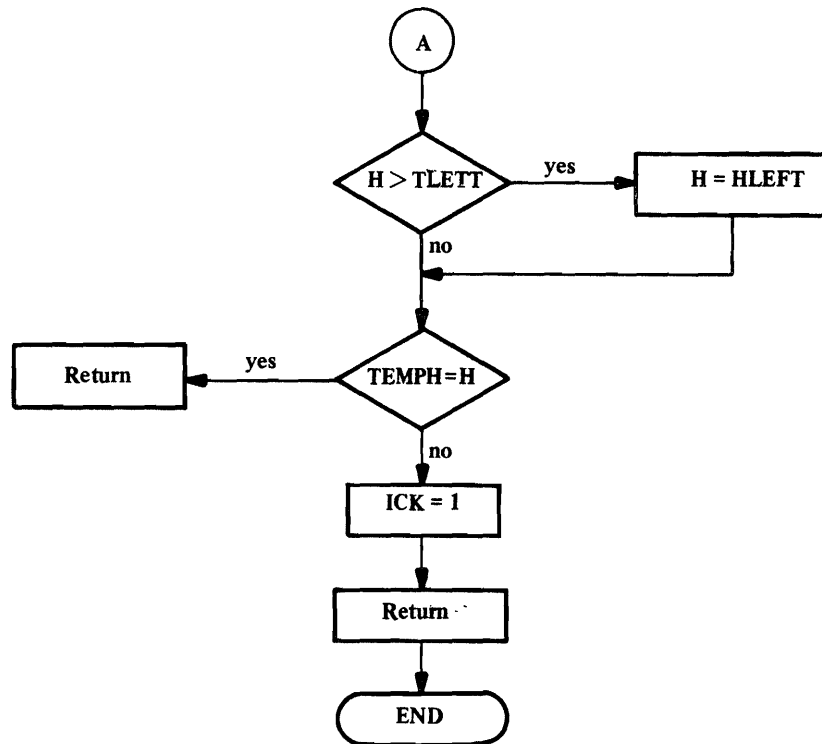 A
H > TLETT
yes
H = HLEFT
no
TEMPH = H
yes
Return
no
ICK = 1
Return
END